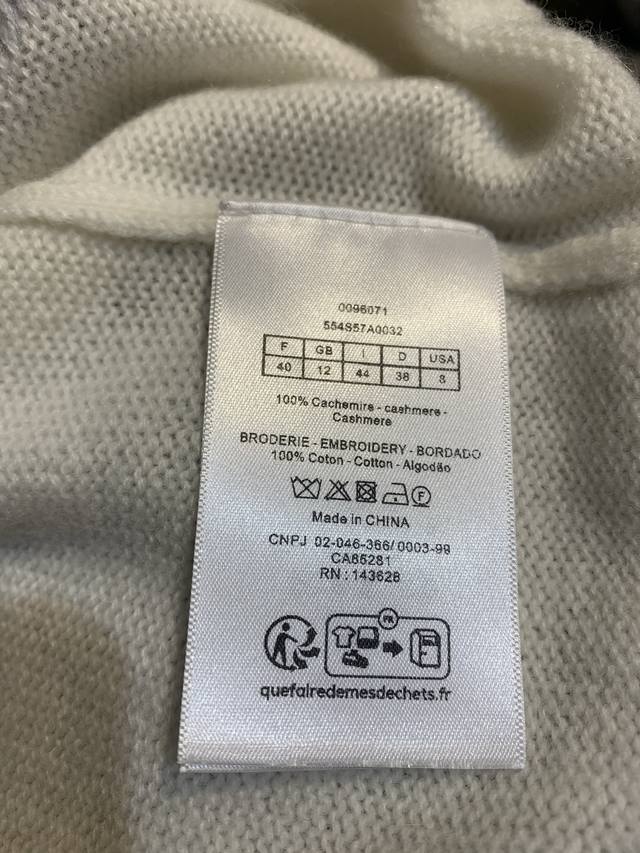 0096071
554S57A0032
F GB I D USA
40 12 44 38 8
100% Cachemire - cashmere -
Cashmere
BRODERIE - EMBROIDERY - BORDADO
100% Coton - Cotton - Algodão
F
Made in CHINA
CNPJ 02-046-366/0003-99
CA65281
RN : 143628
FR
quefairedemesdechets.fr